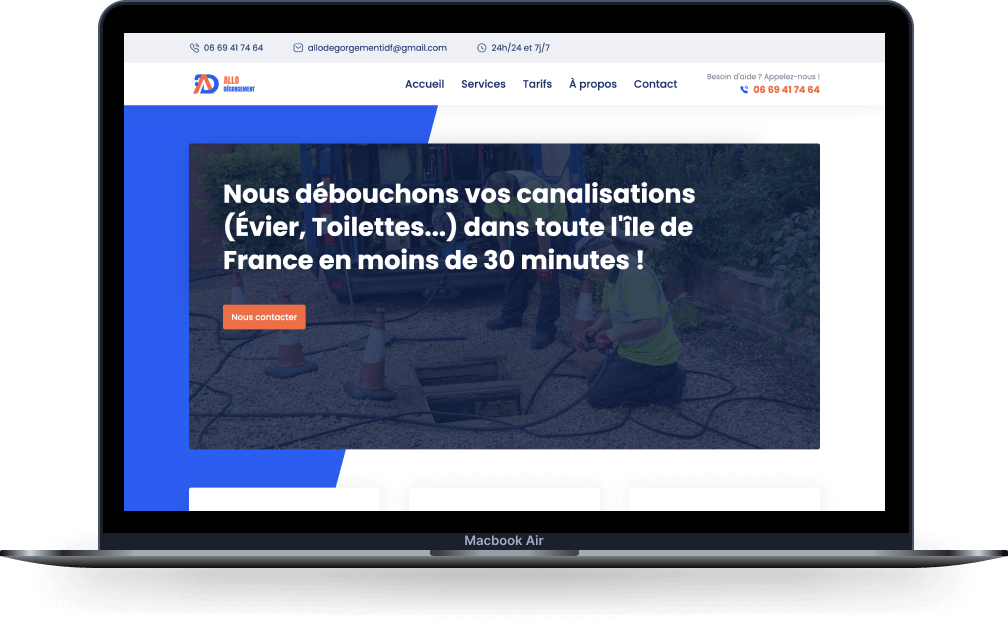 06 69 41 74 64 allodegorgementidf@gmail.com 24h/24 et 7j/7
ALLO
DÉGORGEMENT
Accueil Services Tarifs À propos Contact
Besoin d'aide ? Appelez-nous !
06 69 41 74 64
Nous débouchons vos canalisations
(Évier, Toilettes...) dans toute l'île de
France en moins de 30 minutes !
Nous contacter
Macbook Air